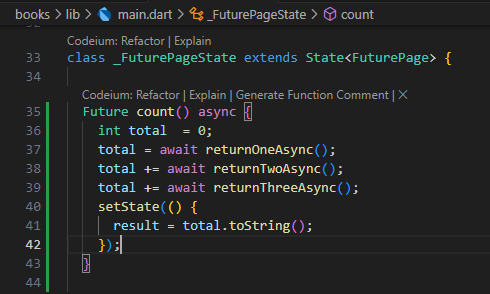 books > lib > main.dart > _FuturePageState > count
Codeium: Refactor | Explain
33 class _FuturePageState extends State<FuturePage> {
34
Codeium: Refactor | Explain | Generate Function Comment | ×
35 Future count() async {
36 int total  = 0;
37 total = await returnOneAsync();
38 total += await returnTwoAsync();
39 total += await returnThreeAsync();
40 setState(() {
41 result = total.toString();
42 });
43 }
44